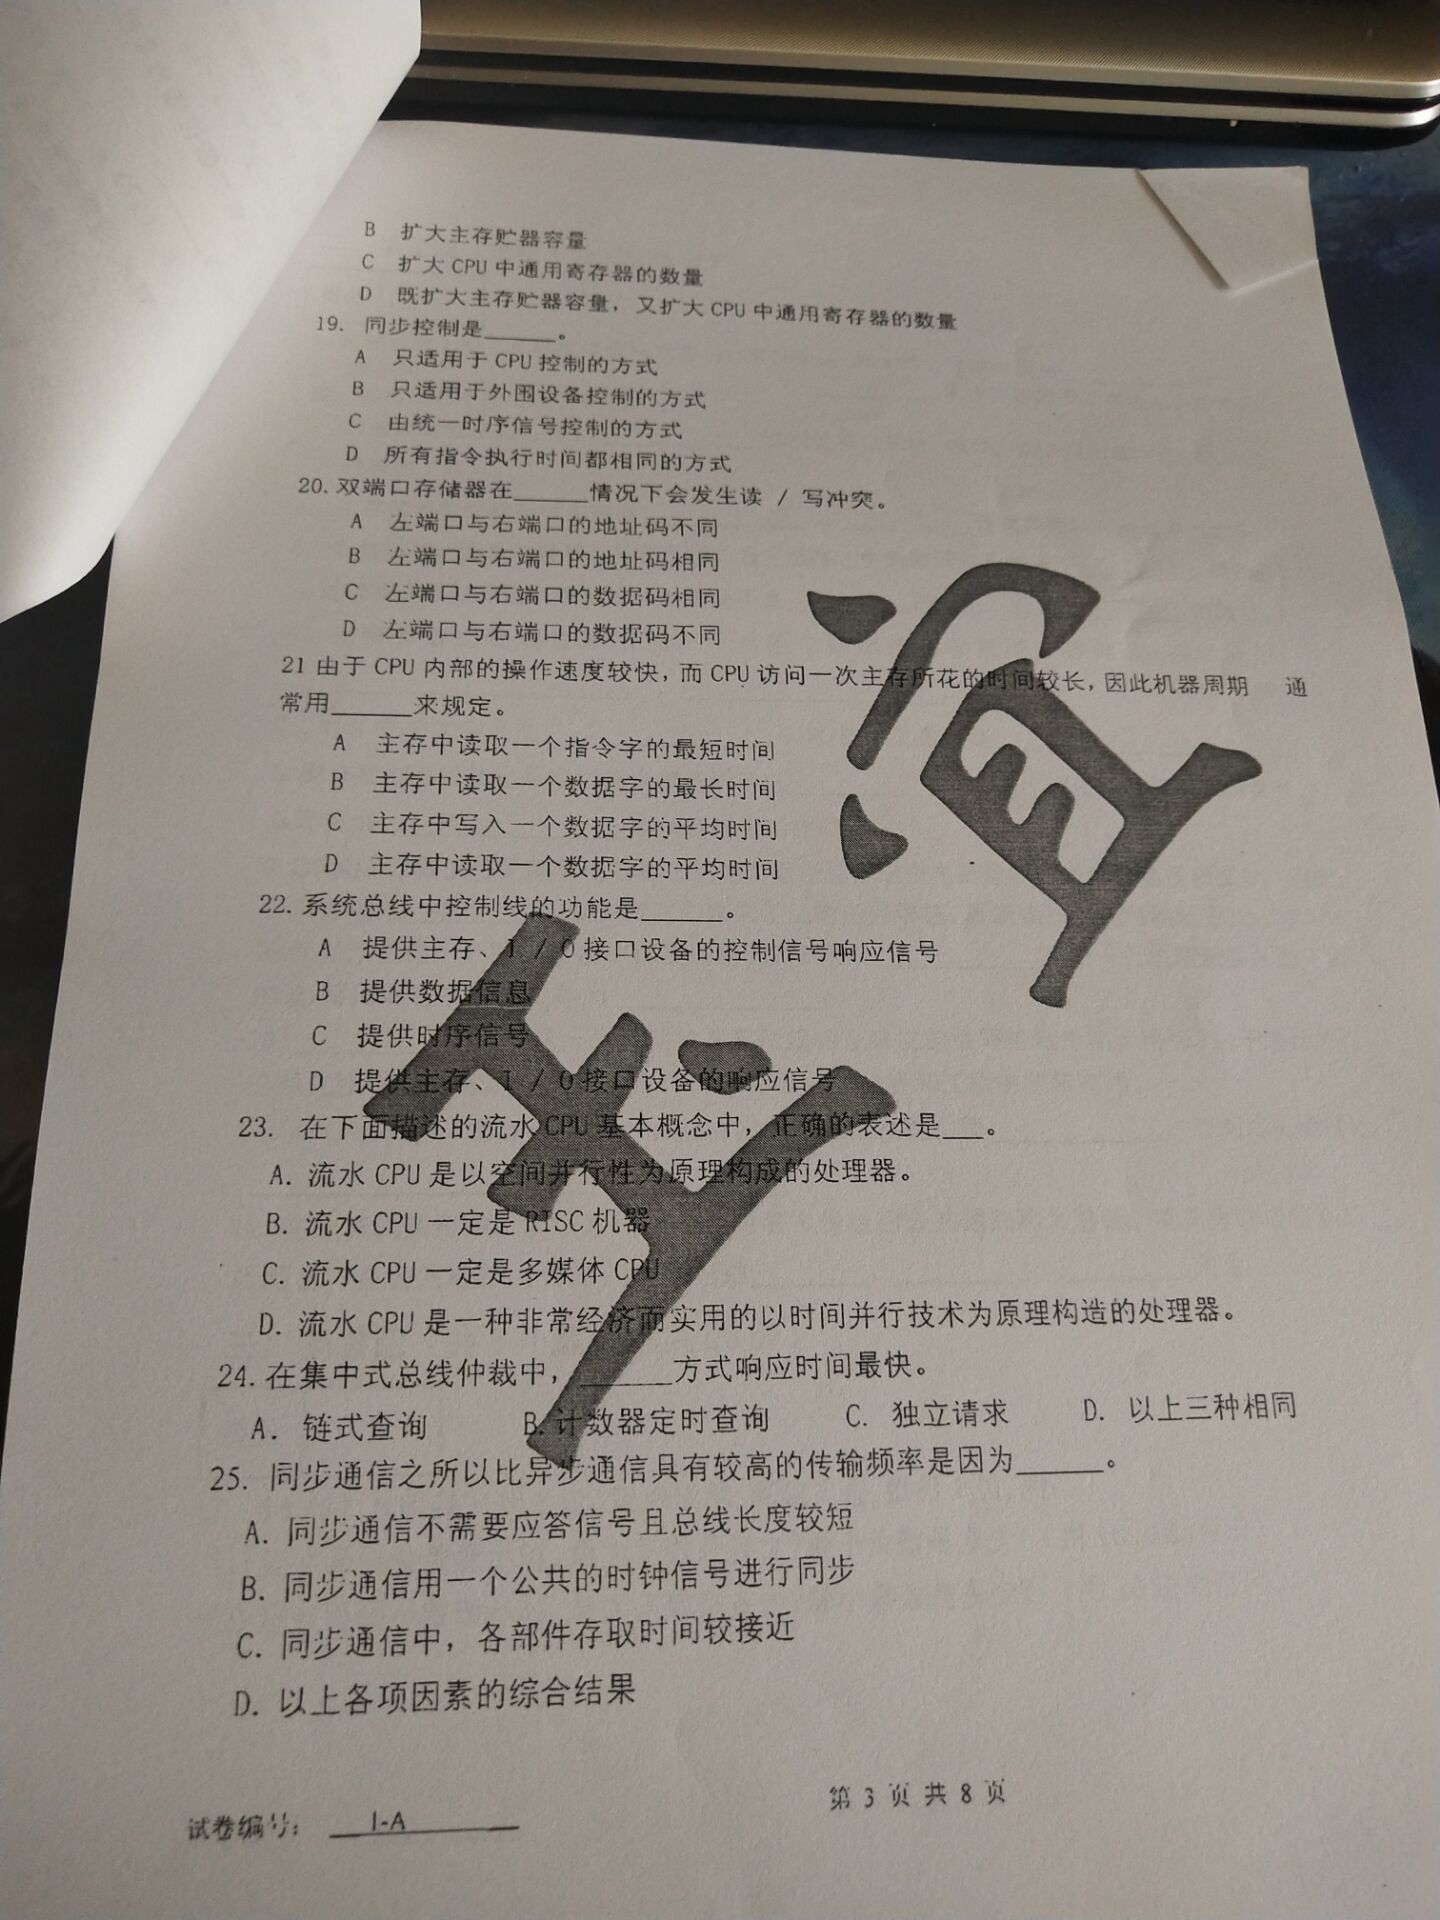 B 扩大主存贮器容量
C 扩大 CPU 中通用寄存器的数量
D 既扩大主存贮器容量，又扩大 CPU 中通用寄存器的数量
19. 同步控制是______。
A 只适用于 CPU 控制的方式
B 只适用于外围设备控制的方式
C 由统一时序信号控制的方式
D 所有指令执行时间都相同的方式
20. 双端口存储器在______情况下会发生读 / 写冲突。
A 左端口与右端口的地址码不同
B 左端口与右端口的地址码相同
C 左端口与右端口的数据码相同
D 左端口与右端口的数据码不同
21 由于 CPU 内部的操作速度较快，而 CPU 访问一次主存所花的时间较长，因此机器周期 通
常用______来规定。
A 主存中读取一个指令字的最短时间
B 主存中读取一个数据字的最长时间
C 主存中写入一个数据字的平均时间
D 主存中读取一个数据字的平均时间
22. 系统总线中控制线的功能是______。
A 提供主存、I / O 接口设备的控制信号响应信号
B 提供数据信息
C 提供时序信号
D 提供主存、I / O 接口设备的响应信号
23. 在下面描述的流水 CPU 基本概念中，正确的表述是___。
A. 流水 CPU 是以空间并行性为原理构成的处理器。
B. 流水 CPU 一定是 RISC 机器
C. 流水 CPU 一定是多媒体 CPU
D. 流水 CPU 是一种非常经济而实用的以时间并行技术为原理构造的处理器。
24. 在集中式总线仲裁中，______方式响应时间最快。
A. 链式查询 B. 计数器定时查询 C. 独立请求 D. 以上三种相同
25. 同步通信之所以比异步通信具有较高的传输频率是因为______。
A. 同步通信不需要应答信号且总线长度较短
B. 同步通信用一个公共的时钟信号进行同步
C. 同步通信中，各部件存取时间较接近
D. 以上各项因素的综合结果
第 3 页 共 8 页
试卷编号： I-A